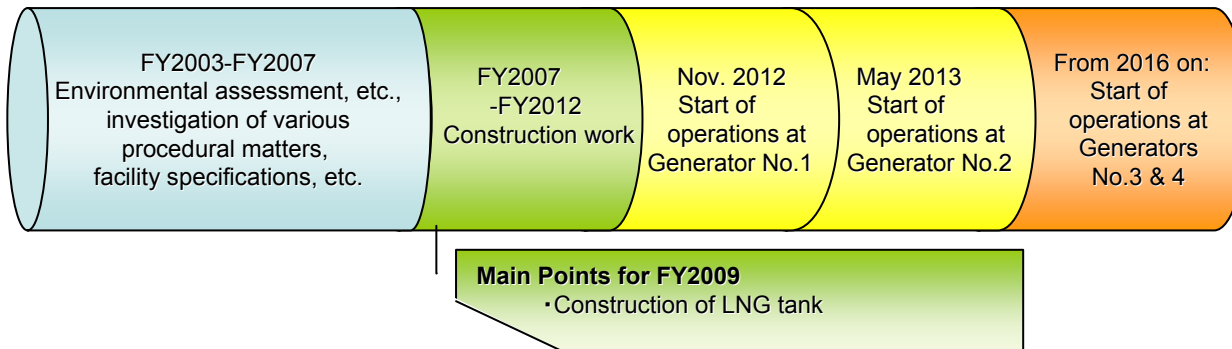 FY2003-FY2007
Environmental assessment, etc.,
investigation of various
procedural matters,
facility specifications, etc.
FY2007
-FY2012
Construction work
Nov. 2012
Start of
operations at
Generator No.1
May 2013
Start of
operations at
Generator No.2
From 2016 on:
Start of
operations at
Generators
No.3 & 4
Main Points for FY2009
・Construction of LNG tank